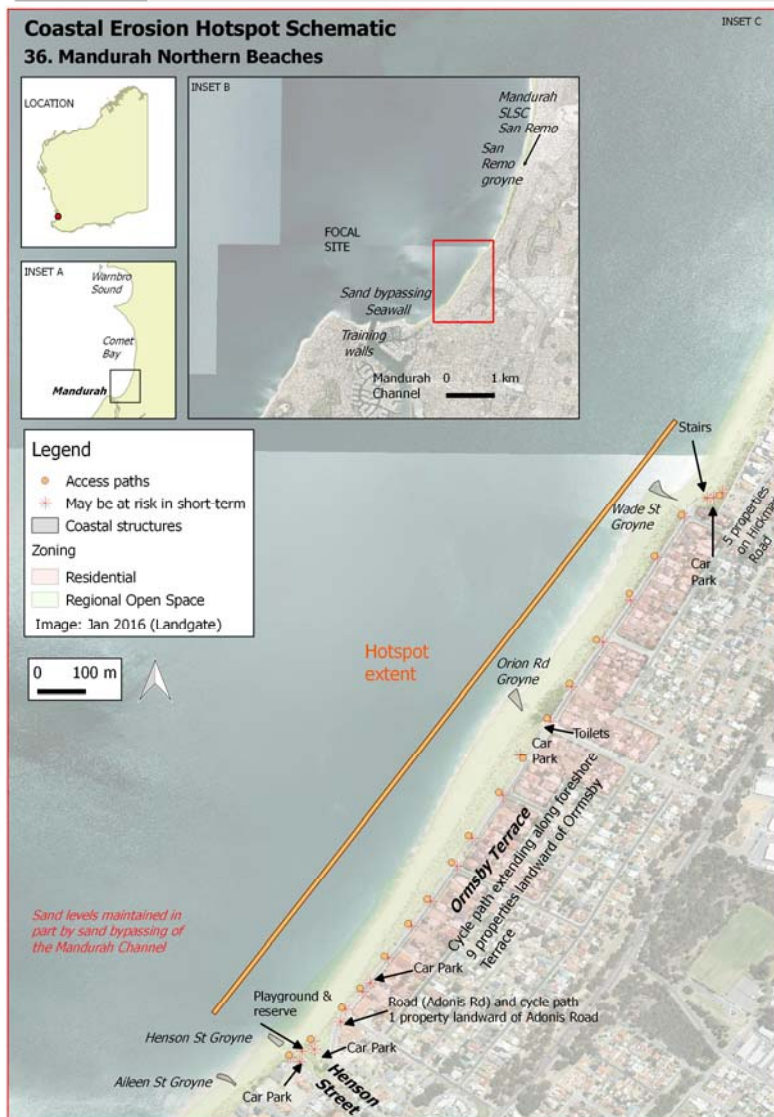 INSET C
Coastal Erosion Hotspot Schematic
36. Mandurah Northern Beaches
LOCATION
INSET B
Mandurah
SLSC
San Remo
San
Remo
groyne
FOCAL
SITE
Sand bypassing
Seawall
Training
walls
Mandurah
Channel
0 1 km
INSET A
Warnbro
Sound
Comet
Bay
Mandurah
Legend
Access paths
May be at risk in short-term
Coastal structures
Zoning
Residential
Regional Open Space
Image: Jan 2016 (Landgate)
0 100 m
Hotspot
extent
Stairs
Wade St
Groyne
Car
Park
5 properties
on Hickman
Road
Orion Rd
Groyne
Toilets
Car
Park
Ormsby Terrace
Cycle path extending along foreshore
9 properties landward of Orrmsby
Terrace
Sand levels maintained in
part by sand bypassing of
the Mandurah Channel
Car Park
Playground &
reserve
Road (Adonis Rd) and cycle path
1 property landward of Adonis Road
Henson St Groyne
Car Park
Aileen St Groyne
Car Park
Henson
Street